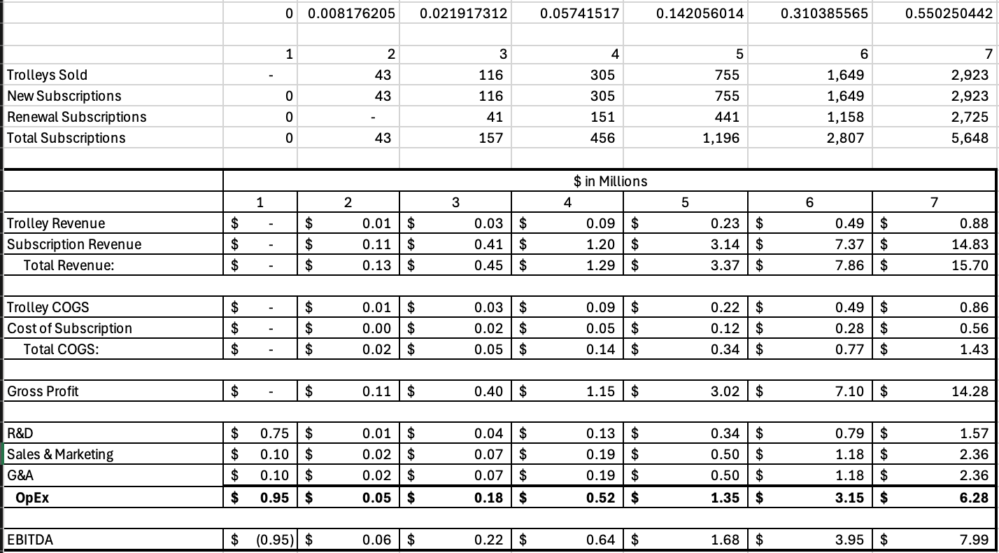 0 0.008176205 0.021917312 0.05741517 0.142056014 0.310385565 0.550250442
1 2 3 4 5 6 7
Trolleys Sold - 43 116 305 755 1,649 2,923
New Subscriptions 0 43 116 305 755 1,649 2,923
Renewal Subscriptions 0 - 41 151 441 1,158 2,725
Total Subscriptions 0 43 157 456 1,196 2,807 5,648
$ in Millions
1 2 3 4 5 6 7
Trolley Revenue $ - $ 0.01 $ 0.03 $ 0.09 $ 0.23 $ 0.49 $ 0.88
Subscription Revenue $ - $ 0.11 $ 0.41 $ 1.20 $ 3.14 $ 7.37 $ 14.83
Total Revenue: $ - $ 0.13 $ 0.45 $ 1.29 $ 3.37 $ 7.86 $ 15.70
Trolley COGS $ - $ 0.01 $ 0.03 $ 0.09 $ 0.22 $ 0.49 $ 0.86
Cost of Subscription $ - $ 0.00 $ 0.02 $ 0.05 $ 0.12 $ 0.28 $ 0.56
Total COGS: $ - $ 0.02 $ 0.05 $ 0.14 $ 0.34 $ 0.77 $ 1.43
Gross Profit $ - $ 0.11 $ 0.40 $ 1.15 $ 3.02 $ 7.10 $ 14.28
R&D $ 0.75 $ 0.01 $ 0.04 $ 0.13 $ 0.34 $ 0.79 $ 1.57
Sales & Marketing $ 0.10 $ 0.02 $ 0.07 $ 0.19 $ 0.50 $ 1.18 $ 2.36
G&A $ 0.10 $ 0.02 $ 0.07 $ 0.19 $ 0.50 $ 1.18 $ 2.36
OpEx $ 0.95 $ 0.05 $ 0.18 $ 0.52 $ 1.35 $ 3.15 $ 6.28
EBITDA $ (0.95) $ 0.06 $ 0.22 $ 0.64 $ 1.68 $ 3.95 $ 7.99